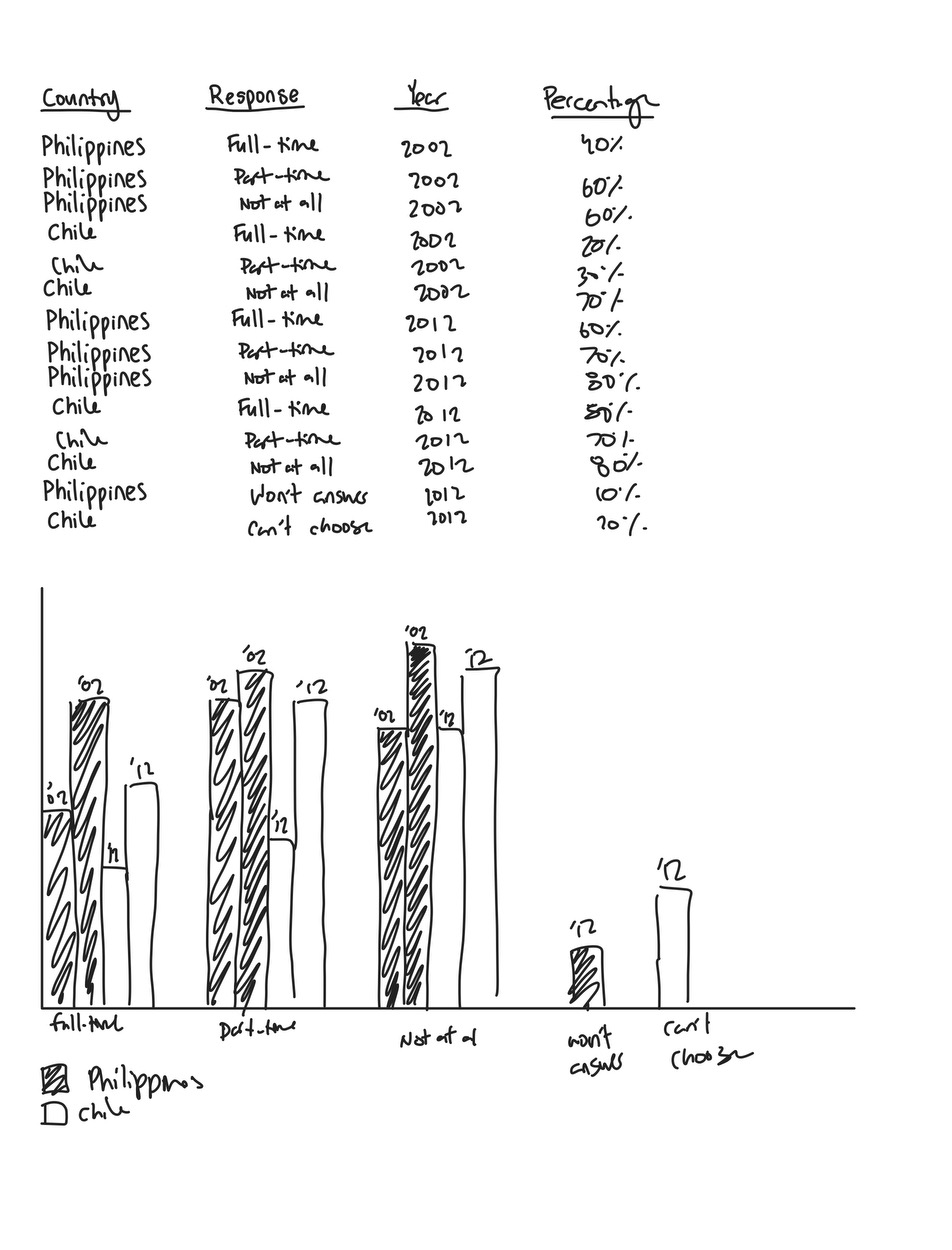 Country Response Year Percentage
Philippines Full-time 2002 40%
Philippines Part-time 2002 60%
Philippines Not at all 2002 60%
Chile Full-time 2002 20%
Chile Part-time 2002 30%
Chile Not at all 2002 70%
Philippines Full-time 2012 60%
Philippines Part-time 2012 70%
Philippines Not at all 2012 80%
Chile Full-time 2012 50%
Chile Part-time 2012 70%
Chile Not at all 2012 80%
Philippines Won't answer 2012 10%
Chile Can't choose 2012 20%
'02 '02 '12 '12
'02 '02 '12 '12
'02 '02 '12 '12
'12
'12
Full-time Part-time Not at al won't answer can't choose
Philippines
Chile